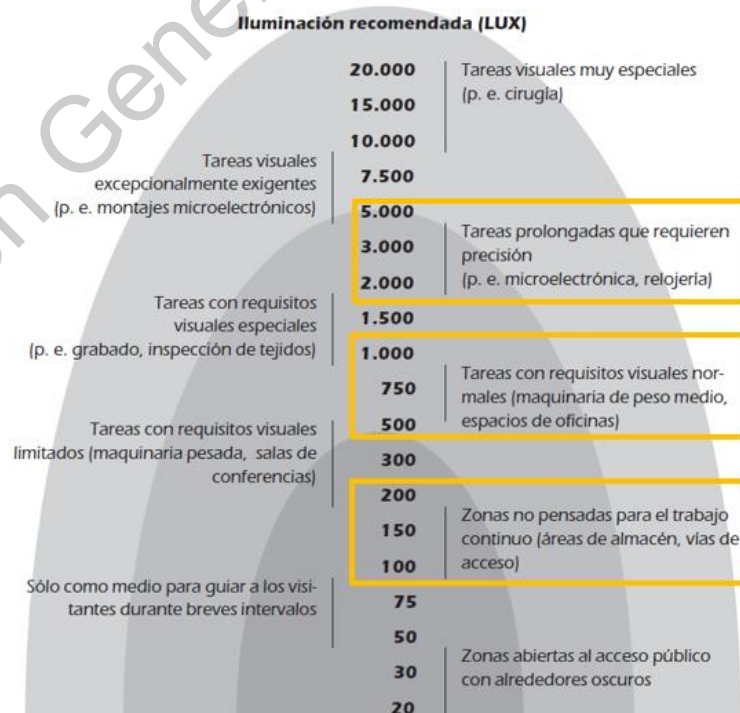 Iluminación recomendada (LUX)
20.000
Tareas visuales muy especiales
(p. e. cirugía)
15.000
10.000
Tareas visuales
excepcionalmente exigentes
(p. e. montajes microelectrónicos)
7.500
5.000
Tareas prolongadas que requieren
precisión
(p. e. microelectrónica, relojería)
3.000
2.000
Tareas con requisitos
visuales especiales
(p. e. grabado, inspección de tejidos)
1.500
1.000
Tareas con requisitos visuales nor-
males (maquinaria de peso medio,
espacios de oficinas)
750
500
Tareas con requisitos visuales
limitados (maquinaria pesada, salas de
conferencias)
300
200
Zonas no pensadas para el trabajo
continuo (áreas de almacén, vías de
acceso)
150
100
Sólo como medio para guiar a los visi-
tantes durante breves intervalos
75
50
Zonas abiertas al acceso público
con alrededores oscuros
30
20